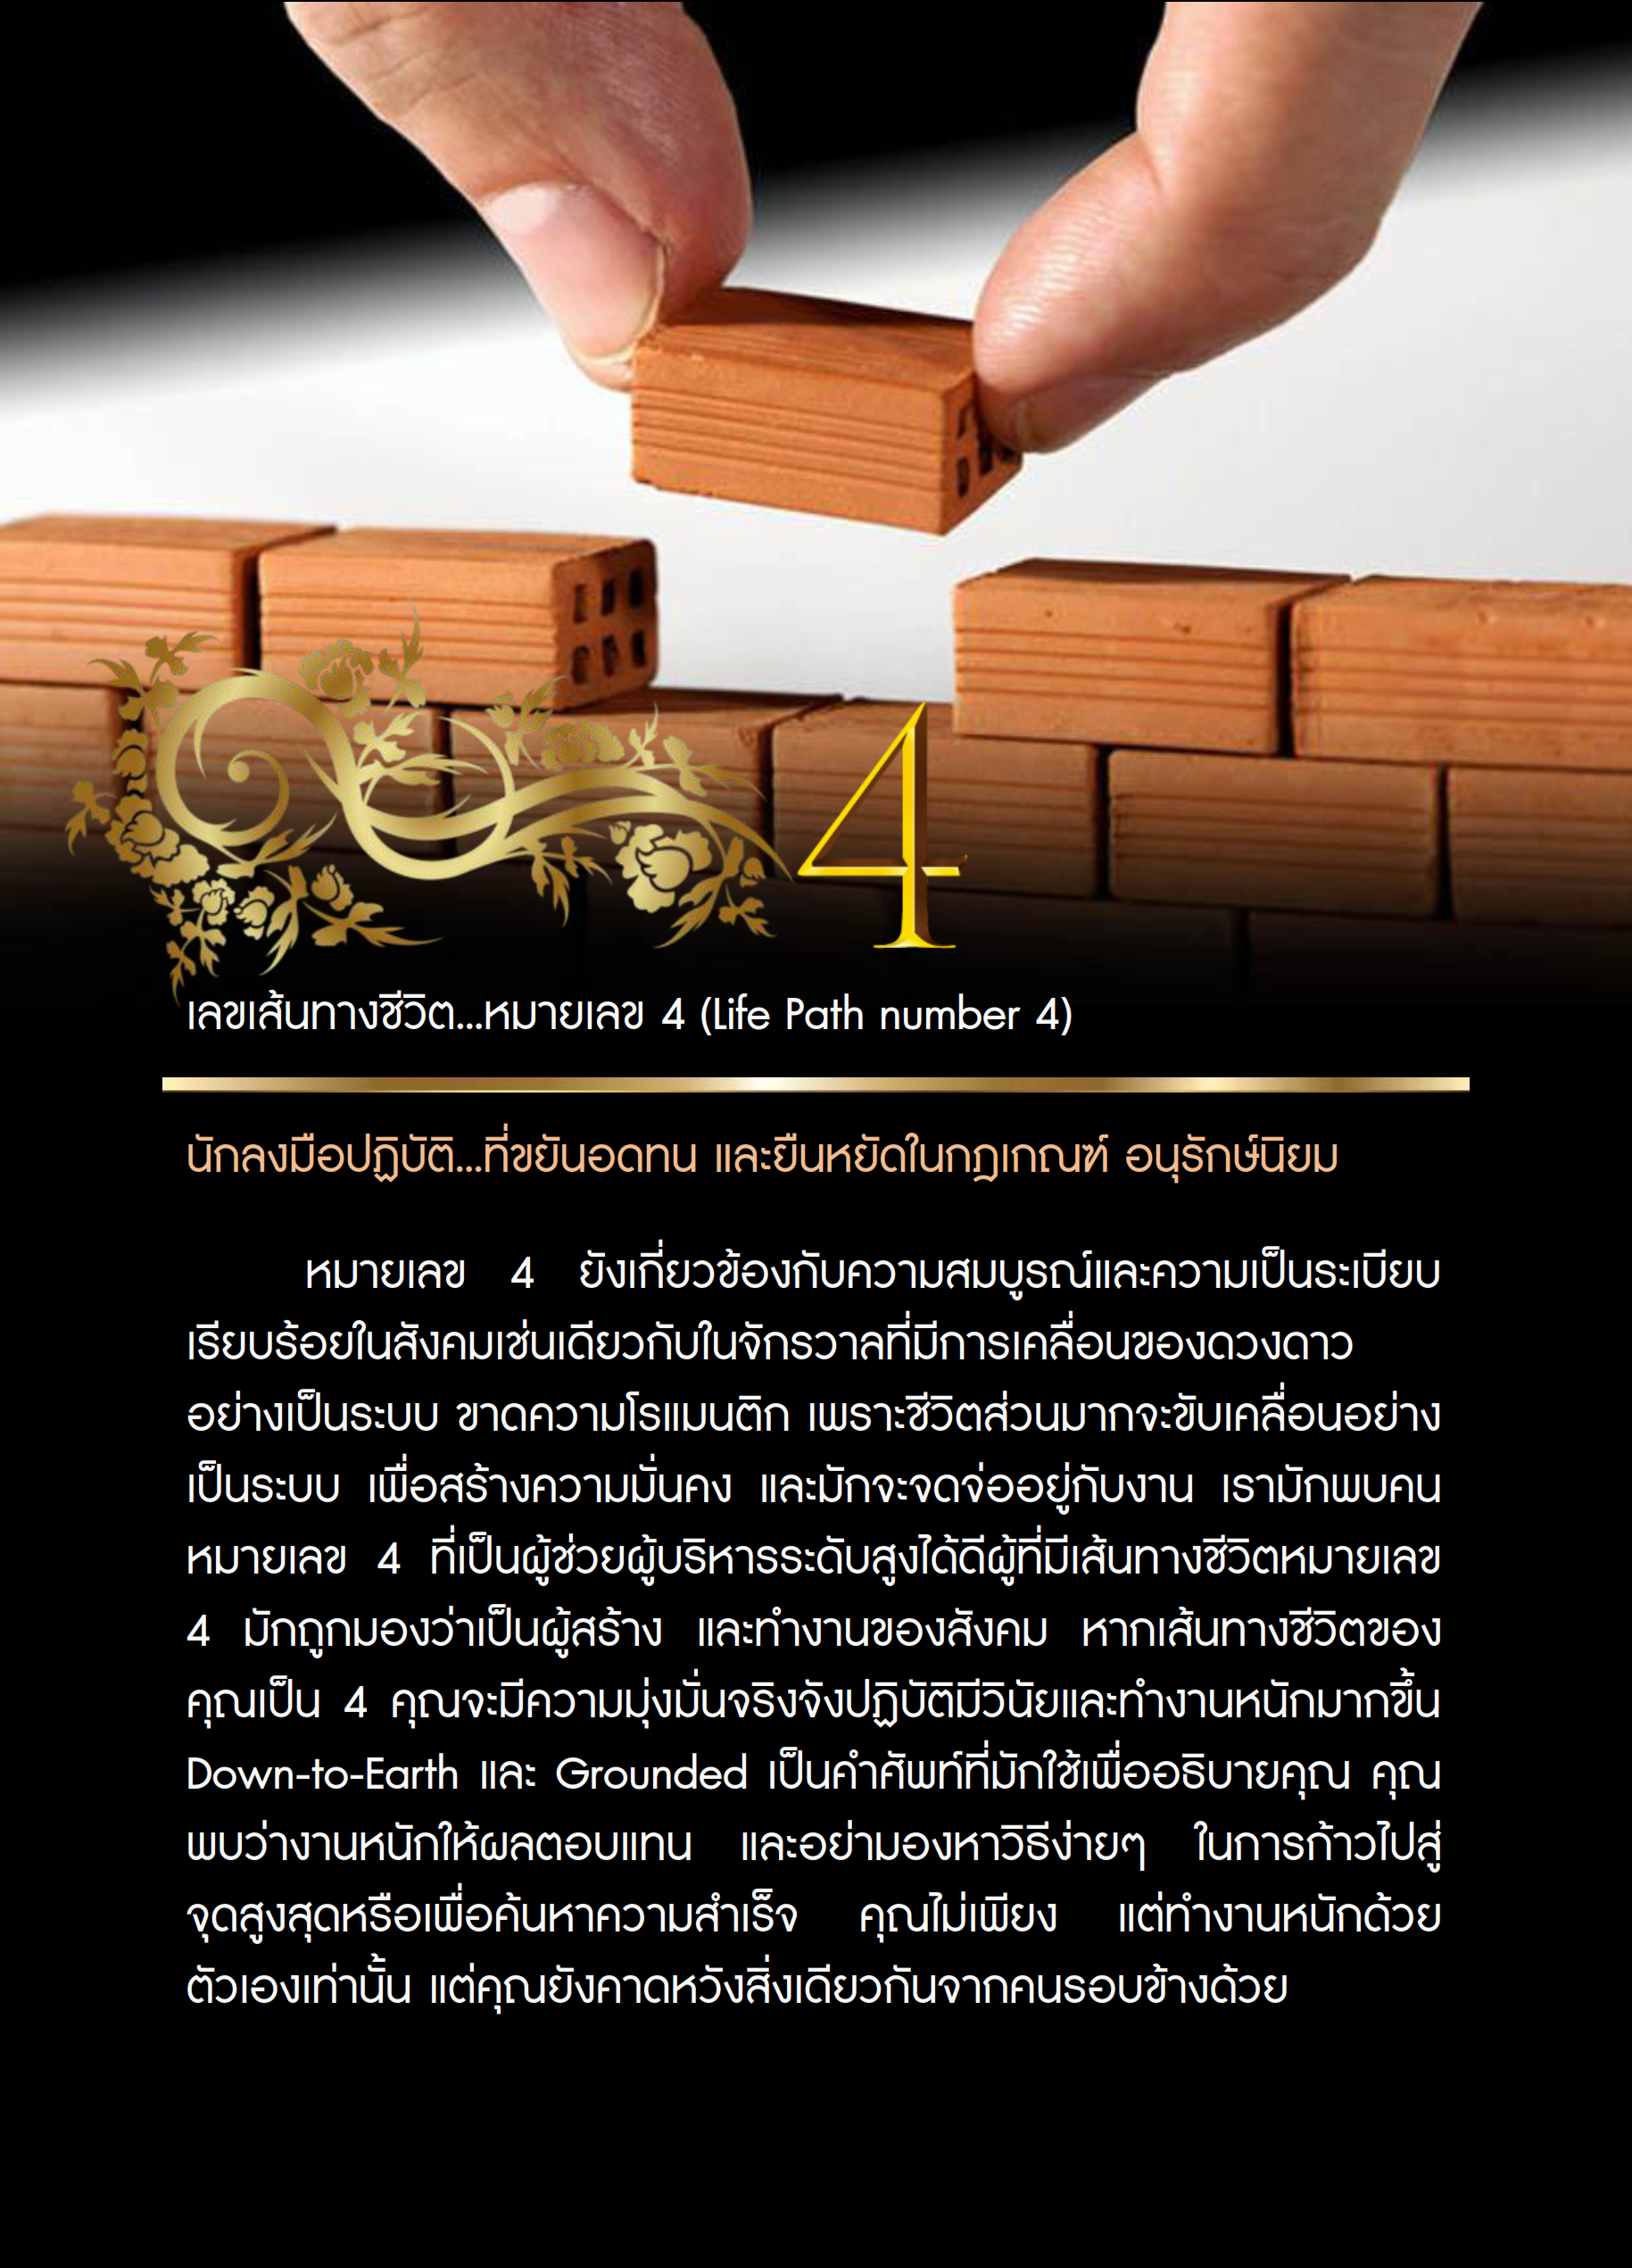 4
เลขเส้นทางชีวิต...หมายเลข 4 (Life Path number 4)
นักลงมือปฏิบัติ...ที่ขยันอดทน และยืนหยัดในกฎเกณฑ์ อนุรักษ์นิยม
หมายเลข 4 ยังเกี่ยวข้องกับความสมบูรณ์และความเป็นระเบียบ
เรียบร้อยในสังคมเช่นเดียวกับในจักรวาลที่มีการเคลื่อนของดวงดาว
อย่างเป็นระบบ ขาดความโรแมนติก เพราะชีวิตส่วนมากจะขับเคลื่อนอย่าง
เป็นระบบ เพื่อสร้างความมั่นคง และมักจะจดจ่ออยู่กับงาน เรามักพบคน
หมายเลข 4 ที่เป็นผู้ช่วยผู้บริหารระดับสูงได้ดีผู้ที่มีเส้นทางชีวิตหมายเลข
4 มักถูกมองว่าเป็นผู้สร้าง และทำงานของสังคม หากเส้นทางชีวิตของ
คุณเป็น 4 คุณจะมีความมุ่งมั่นจริงจังปฏิบัติมีวินัยและทำงานหนักมากขึ้น
Down-to-Earth และ Grounded เป็นคำศัพท์ที่มักใช้เพื่ออธิบายคุณ คุณ
พบว่างานหนักให้ผลตอบแทน และอย่ามองหาวิธีง่ายๆ ในการก้าวไปสู่
จุดสูงสุดหรือเพื่อค้นหาความสำเร็จ คุณไม่เพียง แต่ทำงานหนักด้วย
ตัวเองเท่านั้น แต่คุณยังคาดหวังสิ่งเดียวกันจากคนรอบข้างด้วย